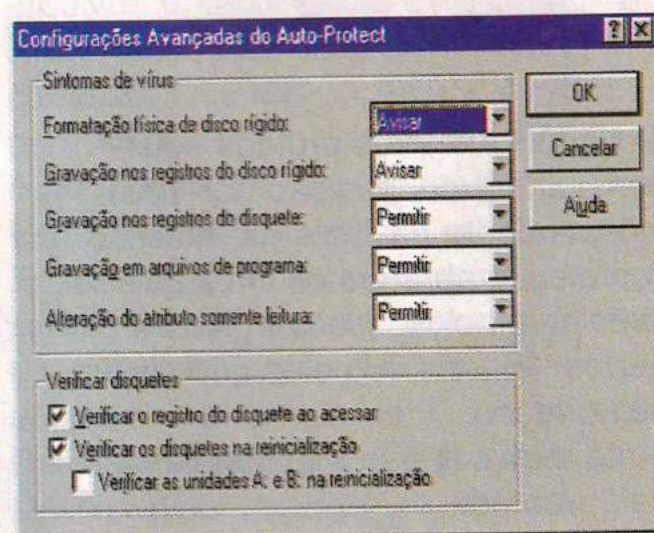 Configurações Avançadas do Auto-Protect
Sintomas de vírus
Formatação física de disco rígido: Avisar
Gravação nos registros do disco rígido: Avisar
Gravação nos registros do disquete: Permitir
Gravação em arquivos de programa: Permitir
Alteração do atributo somente leitura: Permitir
OK
Cancelar
Ajuda
Verificar disquetes
Verificar o registro do disquete ao acessar
Verificar os disquetes na reinicialização
Verificar as unidades A: e B: na reinicialização